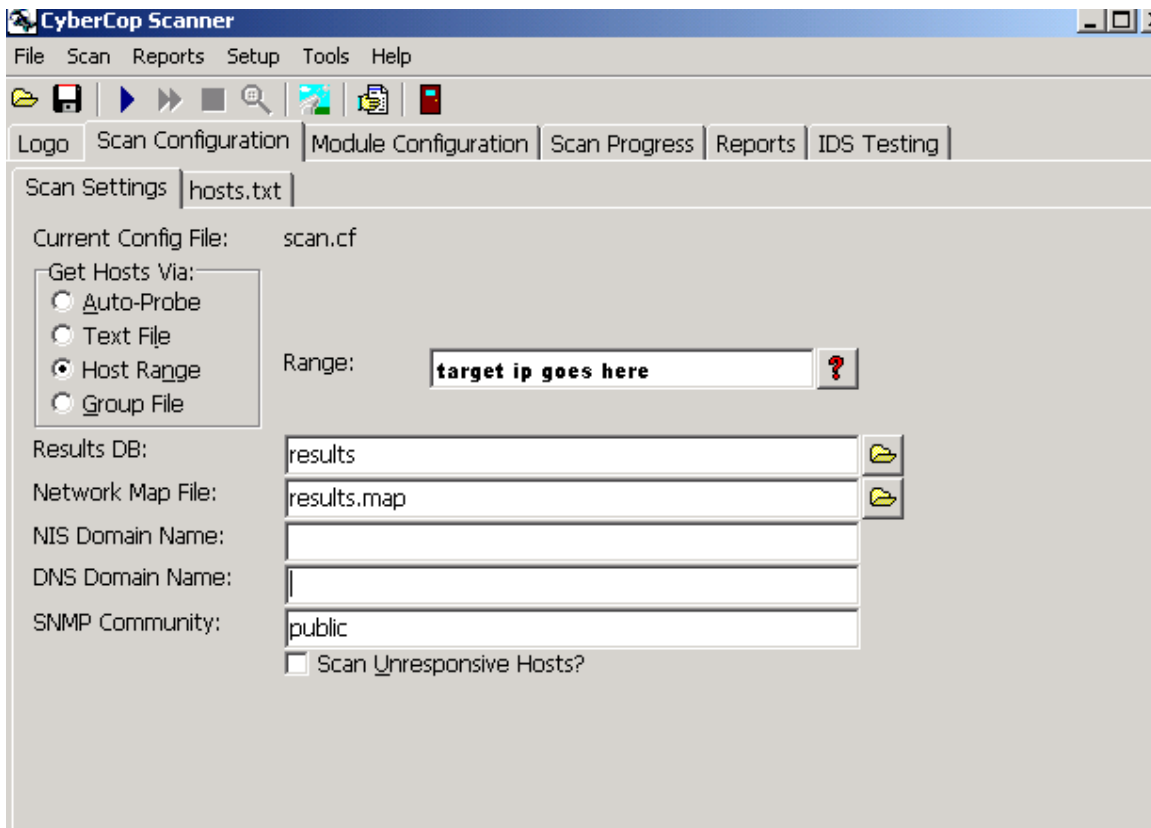 CyberCop Scanner
File Scan Reports Setup Tools Help
Logo Scan Configuration Module Configuration Scan Progress Reports IDS Testing
Scan Settings hosts.txt
Current Config File: scan.cf
Get Hosts Via:
Auto-Probe
Text File
Host Range
Group File
Range: target ip goes here ?
Results DB: results
Network Map File: results.map
NIS Domain Name:
DNS Domain Name:
SNMP Community: public
Scan Unresponsive Hosts?